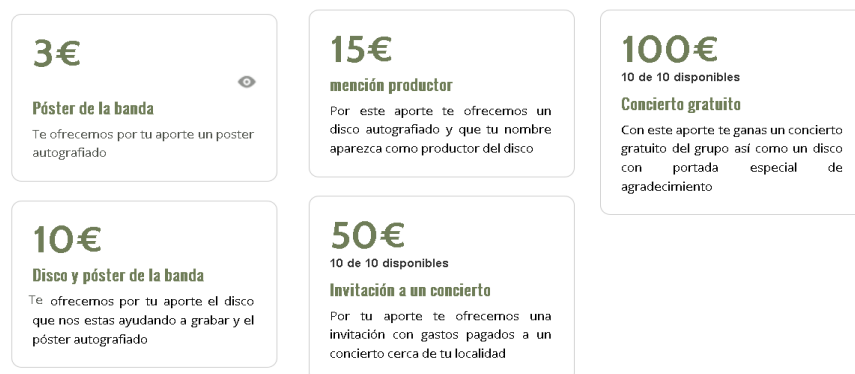 3€
Póster de la banda
Te ofrecemos por tu aporte un poster
autografiado
10€
Disco y póster de la banda
Te ofrecemos por tu aporte el disco
que nos estas ayudando a grabar y el
póster autografiado
15€
mención productor
Por este aporte te ofrecemos un
disco autografiado y que tu nombre
aparezca como productor del disco
50€
10 de 10 disponibles
Invitación a un concierto
Por tu aporte te ofrecemos una
invitación con gastos pagados a un
concierto cerca de tu localidad
100€
10 de 10 disponibles
Concierto gratuito
Con este aporte te ganas un concierto
gratuito del grupo así como un disco
con portada especial de
agradecimiento